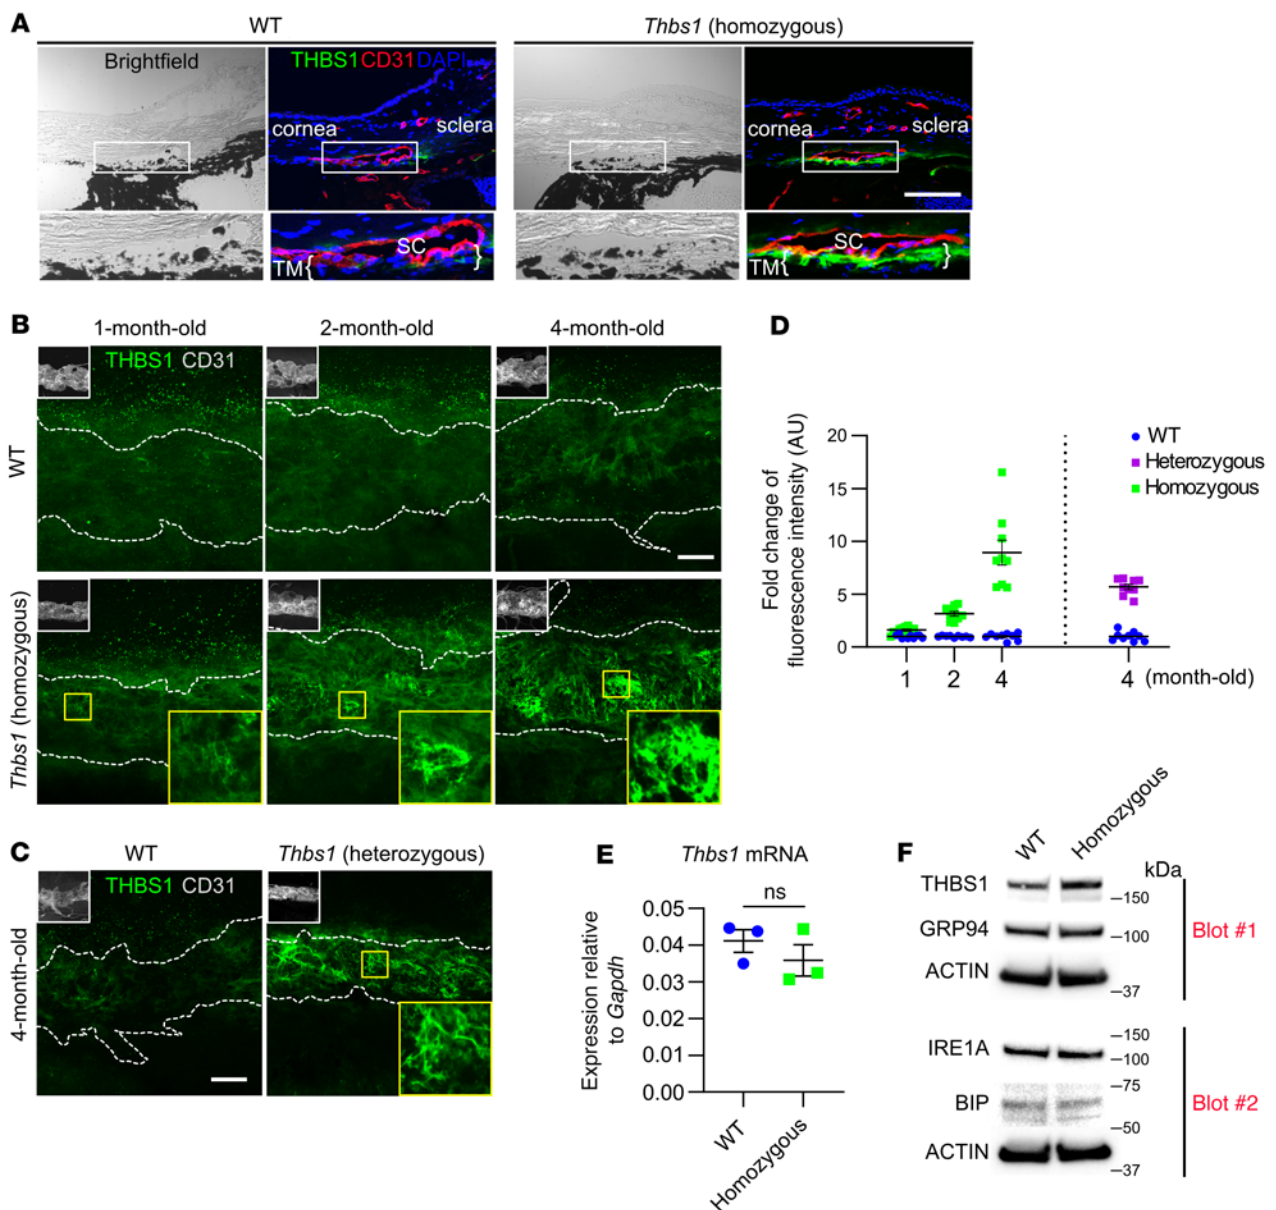 A
WT
Thbs1 (homozygous)
Brightfield
THBS1 CD31 DAPI
cornea
sclera
cornea
sclera
SC
TM{
}
SC
TM{
}
B
1-month-old
2-month-old
4-month-old
THBS1 CD31
WT
Thbs1 (homozygous)
C
WT
Thbs1 (heterozygous)
THBS1 CD31
4-month-old
D
Fold change of
fluorescence intensity (AU)
20
15
10
5
0
1
2
4
4
(month-old)
WT
Heterozygous
Homozygous
E
Thbs1 mRNA
ns
Expression relative
to Gapdh
0.05
0.04
0.03
0.02
0.01
0.00
WT
Homozygous
F
WT
Homozygous
kDa
THBS1
–150
GRP94
–100
ACTIN
–37
Blot #1
IRE1A
–150
–100
–75
BIP
–50
ACTIN
–37
Blot #2